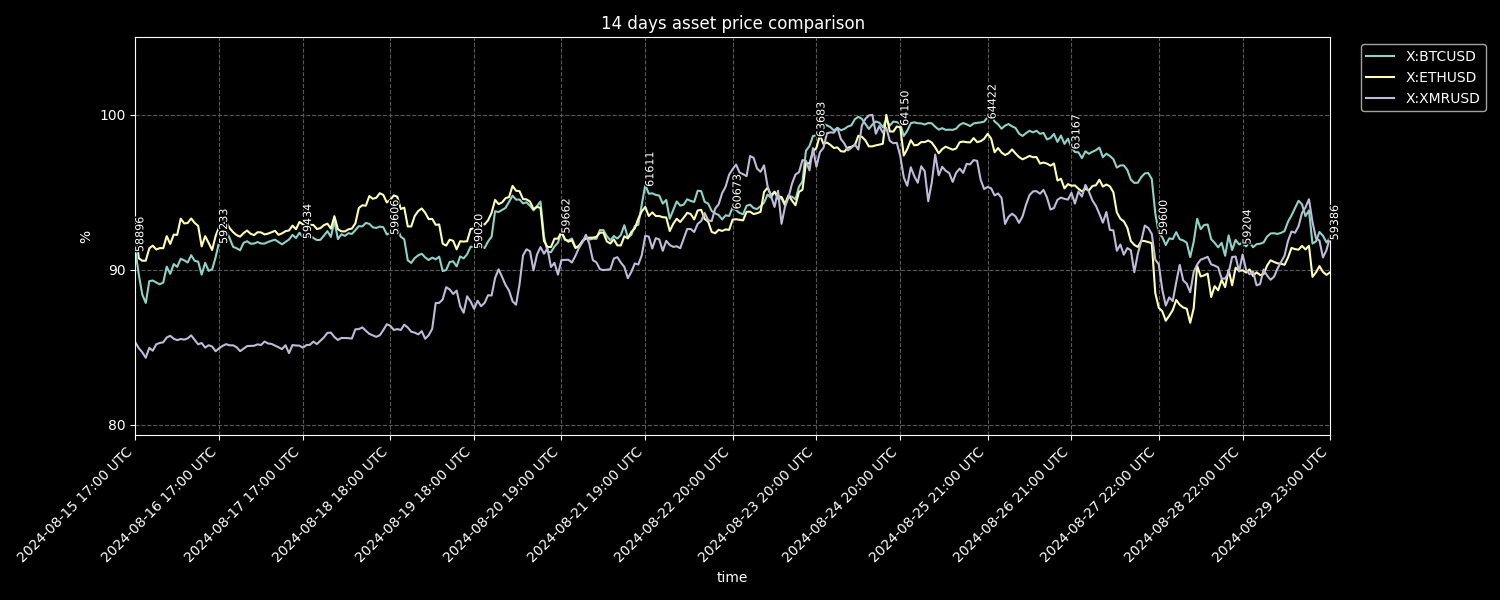 14 days asset price comparison
X:BTCUSD
X:ETHUSD
X:XMRUSD
100
90
80
%
58896
59233
59434
59606
59020
59662
61611
60673
63683
64150
64422
63167
59600
59204
59386
2024-08-15 17:00 UTC
2024-08-16 17:00 UTC
2024-08-17 17:00 UTC
2024-08-18 18:00 UTC
2024-08-19 18:00 UTC
2024-08-20 19:00 UTC
2024-08-21 19:00 UTC
2024-08-22 20:00 UTC
2024-08-23 20:00 UTC
2024-08-24 20:00 UTC
2024-08-25 21:00 UTC
2024-08-26 21:00 UTC
2024-08-27 22:00 UTC
2024-08-28 22:00 UTC
2024-08-29 23:00 UTC
time